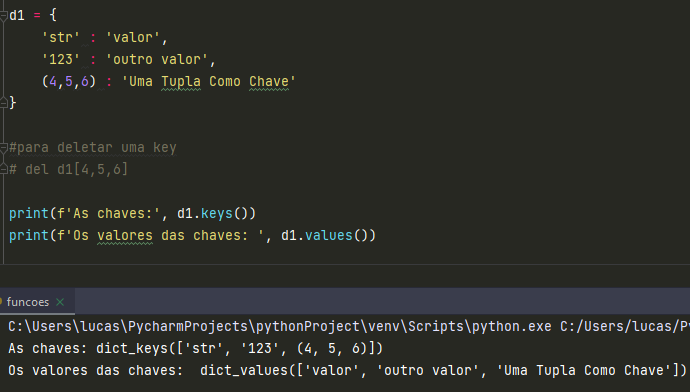 d1 = {
'str' : 'valor',
'123' : 'outro valor',
(4,5,6) : 'Uma Tupla Como Chave'
}
#para deletar uma key
# del d1[4,5,6]
print(f'As chaves:', d1.keys())
print(f'Os valores das chaves: ', d1.values())
funcoes ×
C:\Users\lucas\PycharmProjects\pythonProject\venv\Scripts\python.exe C:/Users/lucas/Py
As chaves: dict_keys(['str', '123', (4, 5, 6)])
Os valores das chaves:  dict_values(['valor', 'outro valor', 'Uma Tupla Como Chave'])